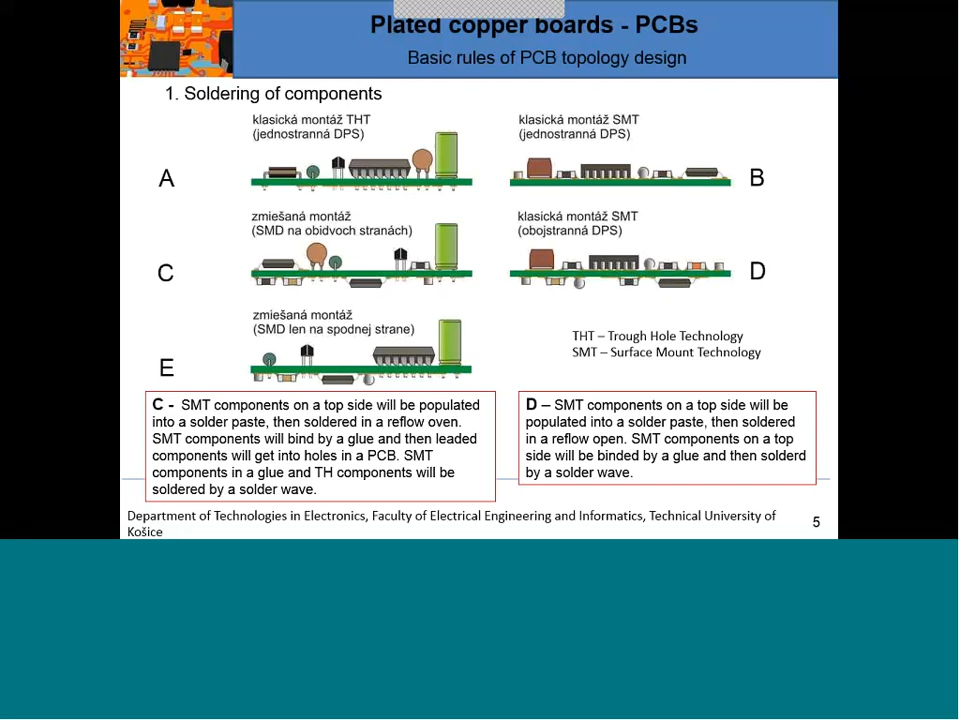 Plated copper boards - PCBs
Basic rules of PCB topology design
1. Soldering of components
klasická montáž THT
(jednostranná DPS)
A
klasická montáž SMT
(jednostranná DPS)
B
zmiešaná montáž
(SMD na obidvoch stranách)
C
klasická montáž SMT
(obojstranná DPS)
D
zmiešaná montáž
(SMD len na spodnej strane)
E
THT – Trough Hole Technology
SMT – Surface Mount Technology
C - SMT components on a top side will be populated
into a solder paste, then soldered in a reflow oven.
SMT components will bind by a glue and then leaded
components will get into holes in a PCB. SMT
components in a glue and TH components will be
soldered by a solder wave.
D – SMT components on a top side will be
populated into a solder paste, then soldered
in a reflow open. SMT components on a top
side will be binded by a glue and then solderd
by a solder wave.
Department of Technologies in Electronics, Faculty of Electrical Engineering and Informatics, Technical University of
Košice
5